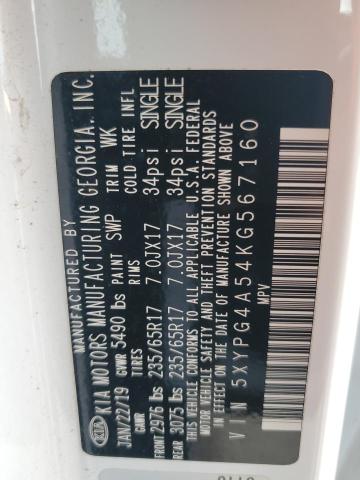 MANUFACTURED BY
KIA KIA MOTORS MANUFACTURING GEORGIA, INC.
JAN/22/19 PAINT SWP TRIM WK
GVWR 5490 lbs
GAWR TIRES RIMS COLD TIRE INFL
FRONT 2976 lbs 235/65R17 7.0JX17 34psi SINGLE
REAR 3075 lbs 235/65R17 7.0JX17 34psi SINGLE
THIS VEHICLE CONFORMS TO ALL APPLICABLE U.S.A. FEDERAL
MOTOR VEHICLE SAFETY AND THEFT PREVENTION STANDARDS
IN EFFECT ON THE DATE OF MANUFACTURE SHOWN ABOVE
VIN 5XYPG4A54KG567160
MPV